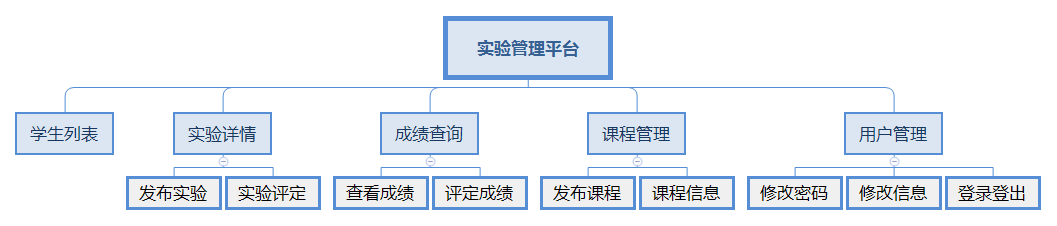 实验管理平台
学生列表
实验详情
成绩查询
课程管理
用户管理
发布实验
实验评定
查看成绩
评定成绩
发布课程
课程信息
修改密码
修改信息
登录登出